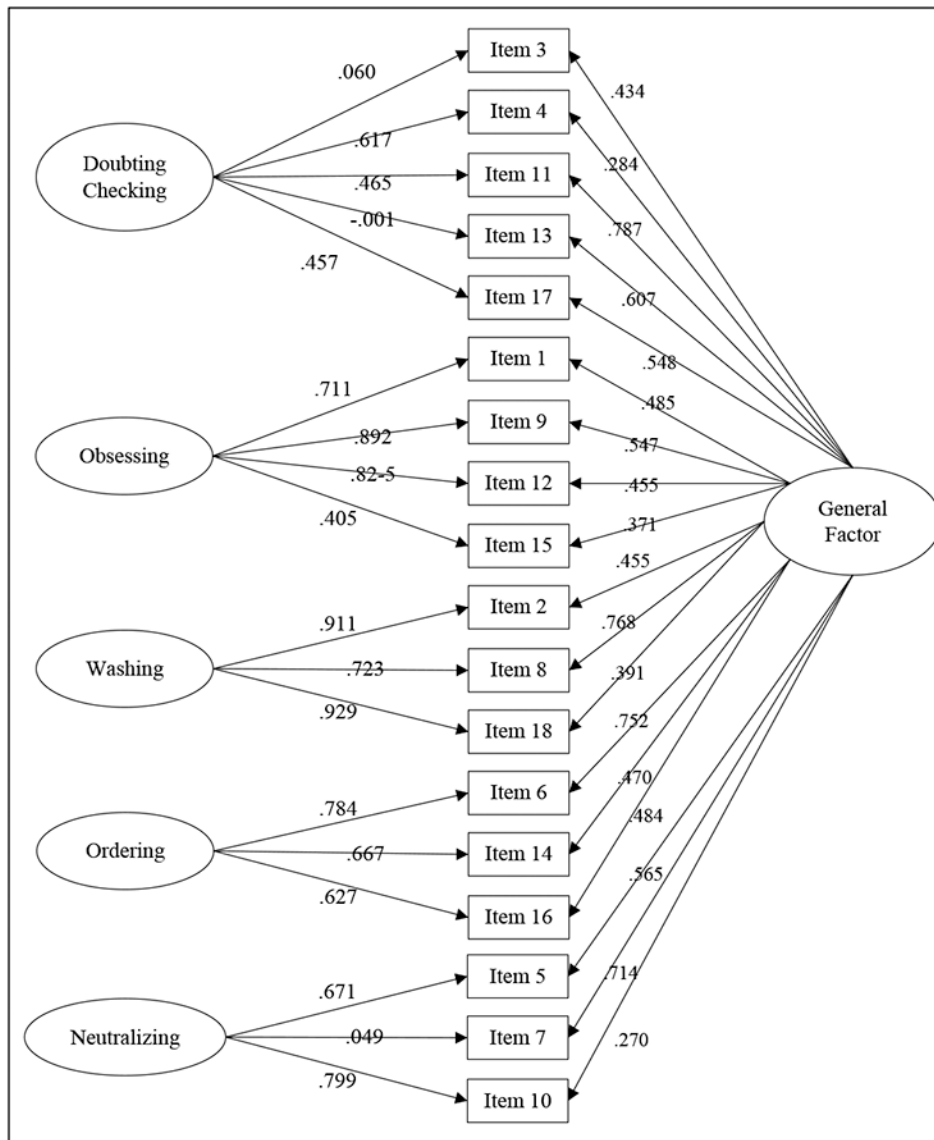 Item 3
.060
.434
Item 4
.617
.284
Doubting
Checking
Item 11
.465
.787
-.001
Item 13
.457
.607
Item 17
.548
Item 1
.711
.485
.892
Item 9
.547
Obsessing
.82-5
Item 12
.455
General
Factor
.405
.371
Item 15
.455
Item 2
.911
.768
Washing
.723
Item 8
.391
.929
Item 18
.752
Item 6
.784
.470
Ordering
.667
Item 14
.484
.627
.565
Item 16
Item 5
.671
.714
Neutralizing
.049
Item 7
.270
.799
Item 10